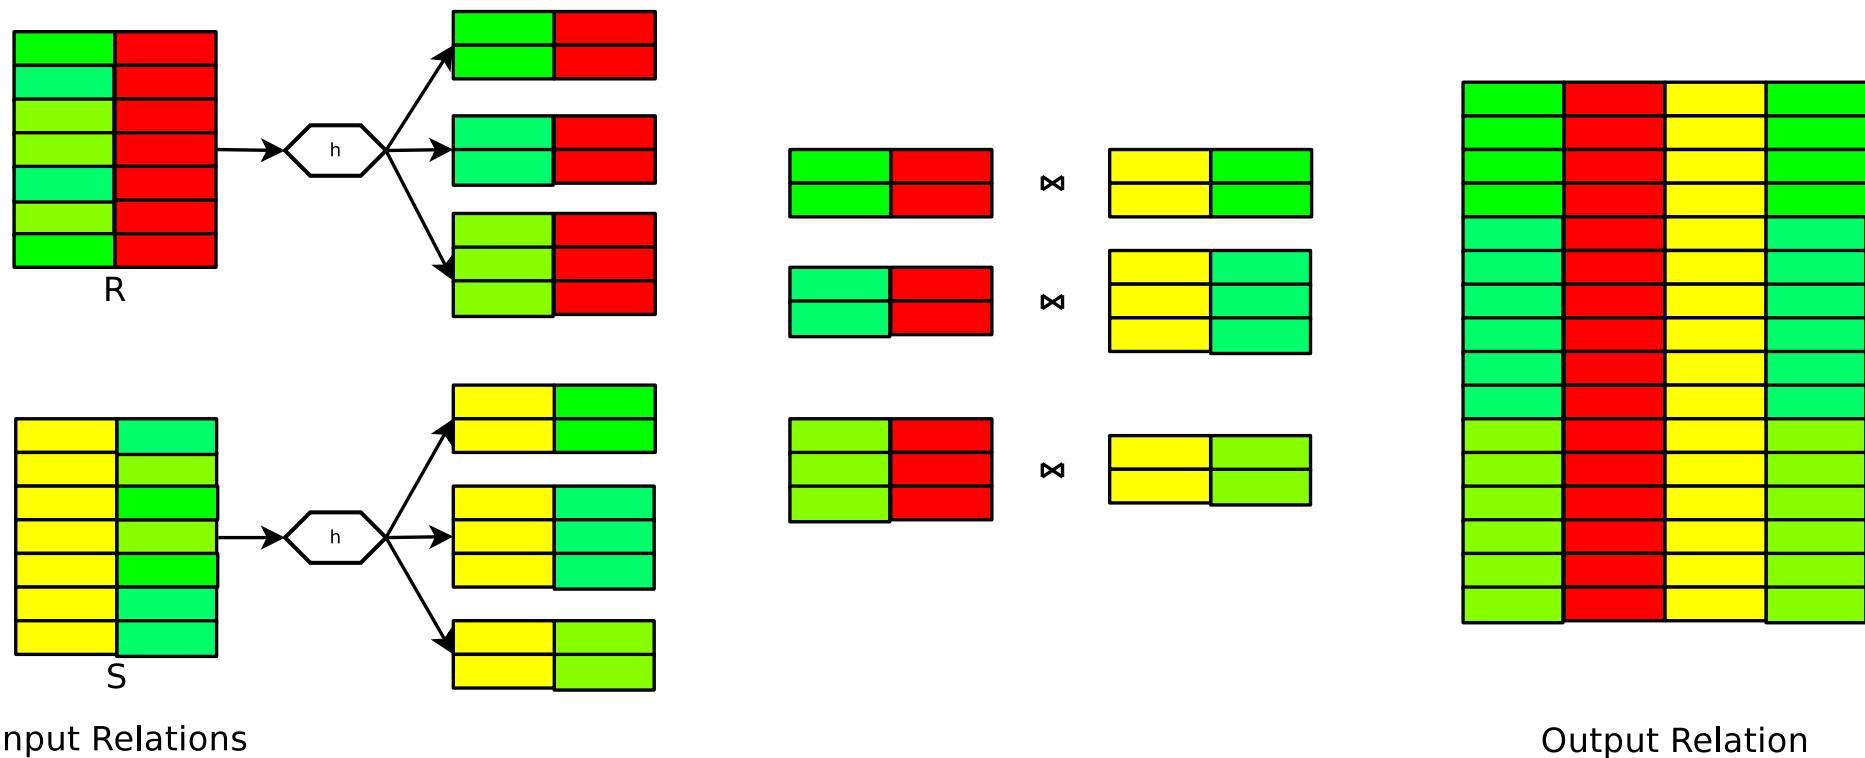 h
R
⋈
⋈
⋈
h
S
nput Relations
Output Relation